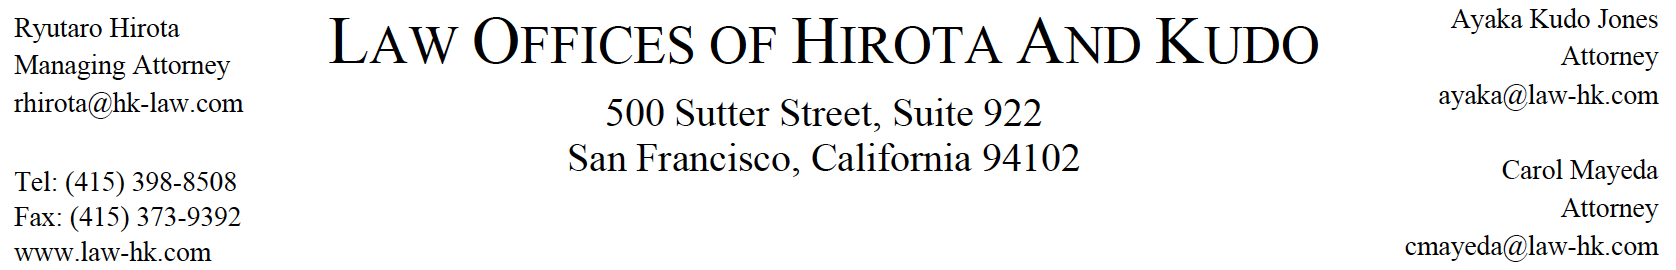 Ryutaro Hirota
Managing Attorney
rhirota@hk-law.com
Tel: (415) 398-8508
Fax: (415) 373-9392
www.law-hk.com
LAW OFFICES OF HIROTA AND KUDO
500 Sutter Street, Suite 922
San Francisco, California 94102
Ayaka Kudo Jones
Attorney
ayaka@law-hk.com
Carol Mayeda
Attorney
cmayeda@law-hk.com